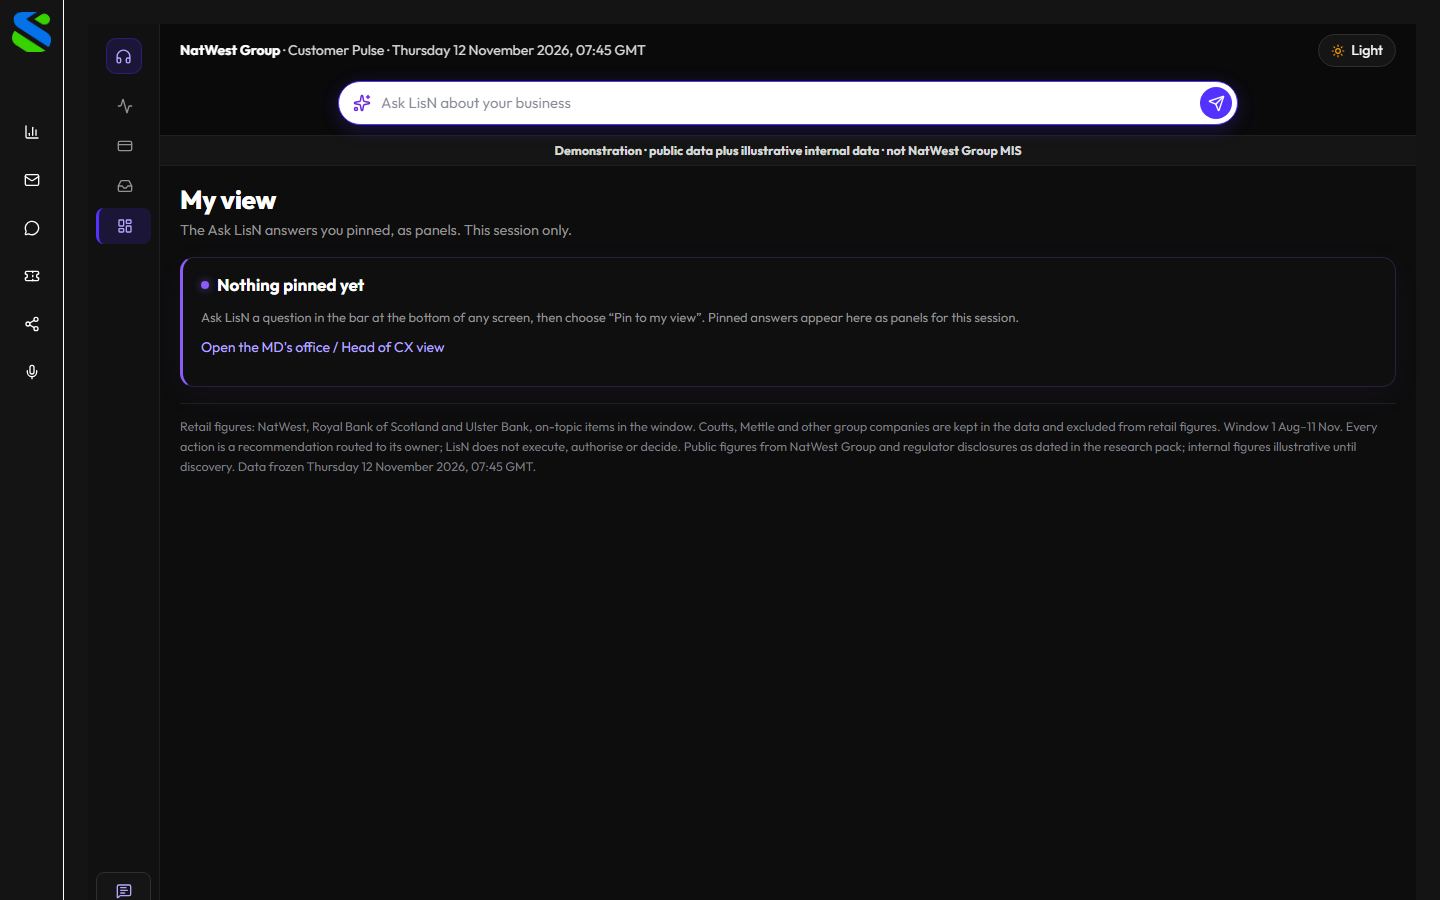 NatWest Group · Customer Pulse · Thursday 12 November 2026, 07:45 GMT
Light
Ask LisN about your business
Demonstration · public data plus illustrative internal data · not NatWest Group MIS
My view
The Ask LisN answers you pinned, as panels. This session only.
Nothing pinned yet
Ask LisN a question in the bar at the bottom of any screen, then choose “Pin to my view”. Pinned answers appear here as panels for this session.
Open the MD's office / Head of CX view
Retail figures: NatWest, Royal Bank of Scotland and Ulster Bank, on-topic items in the window. Coutts, Mettle and other group companies are kept in the data and excluded from retail figures. Window 1 Aug–11 Nov. Every
action is a recommendation routed to its owner; LisN does not execute, authorise or decide. Public figures from NatWest Group and regulator disclosures as dated in the research pack; internal figures illustrative until
discovery. Data frozen Thursday 12 November 2026, 07:45 GMT.